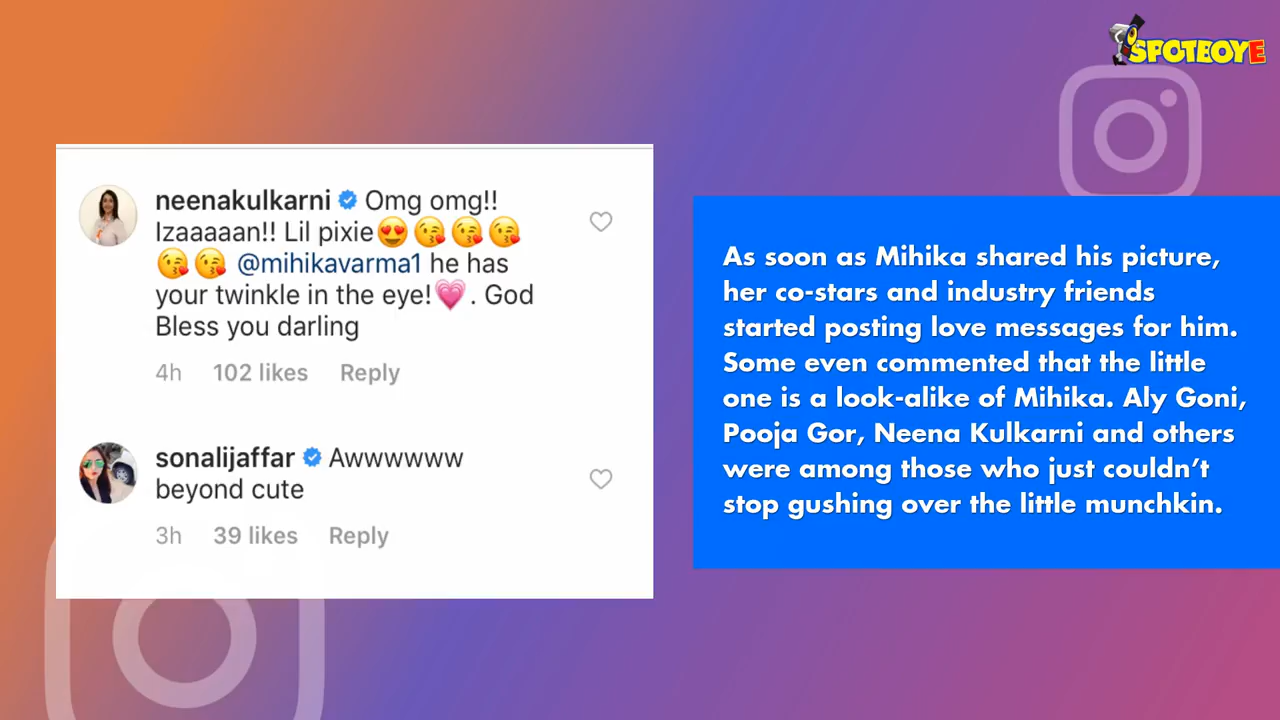 SPOTBOYE
neenakulkarni Omg omg!!
Izaaaaan!! Lil pixie😍😘😘😘
😘😘 @mihikavarma1 he has
your twinkle in the eye!💗. God
Bless you darling
4h 102 likes Reply
sonalijaffar Awwwwww
beyond cute
3h 39 likes Reply
As soon as Mihika shared his picture,
her co-stars and industry friends
started posting love messages for him.
Some even commented that the little
one is a look-alike of Mihika. Aly Goni,
Pooja Gor, Neena Kulkarni and others
were among those who just couldn’t
stop gushing over the little munchkin.